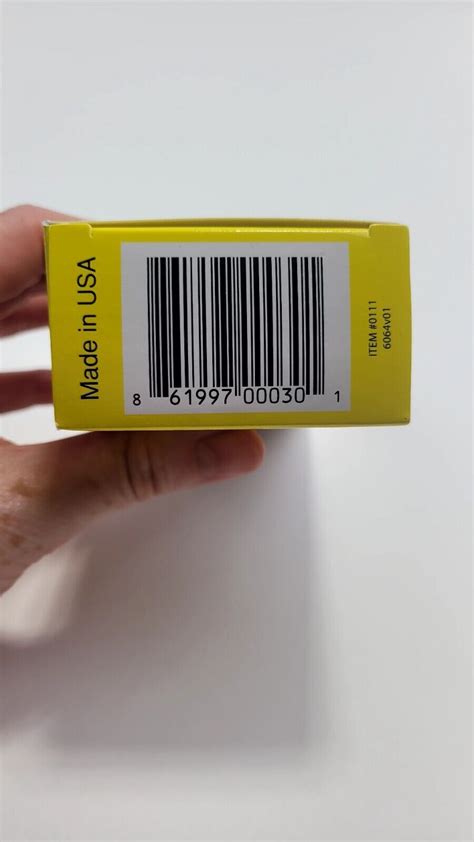 Made in USA
8 61997 00030 1
ITEM #0111
6064v01